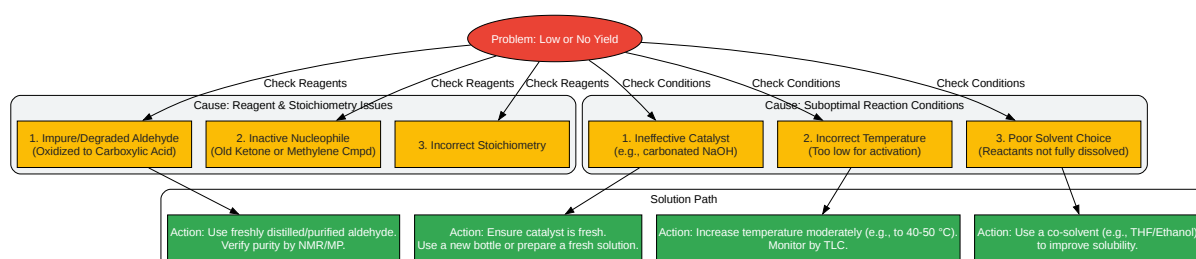 Problem: Low or No Yield
Check Reagents
Check Reagents
Check Reagents
Check Conditions
Check Conditions
Check Conditions
Cause: Reagent & Stoichiometry Issues
Cause: Suboptimal Reaction Conditions
1. Impure/Degraded Aldehyde
(Oxidized to Carboxylic Acid)
2. Inactive Nucleophile
(Old Ketone or Methylene Cmpd)
3. Incorrect Stoichiometry
1. Ineffective Catalyst
(e.g., carbonated NaOH)
2. Incorrect Temperature
(Too low for activation)
3. Poor Solvent Choice
(Reactants not fully dissolved)
Solution Path
Action: Use freshly distilled/purified aldehyde.
Verify purity by NMR/MP.
Action: Ensure catalyst is fresh.
Use a new bottle or prepare a fresh solution.
Action: Increase temperature moderately (e.g., to 40-50 °C).
Monitor by TLC.
Action: Use a co-solvent (e.g., THF/Ethanol)
to improve solubility.